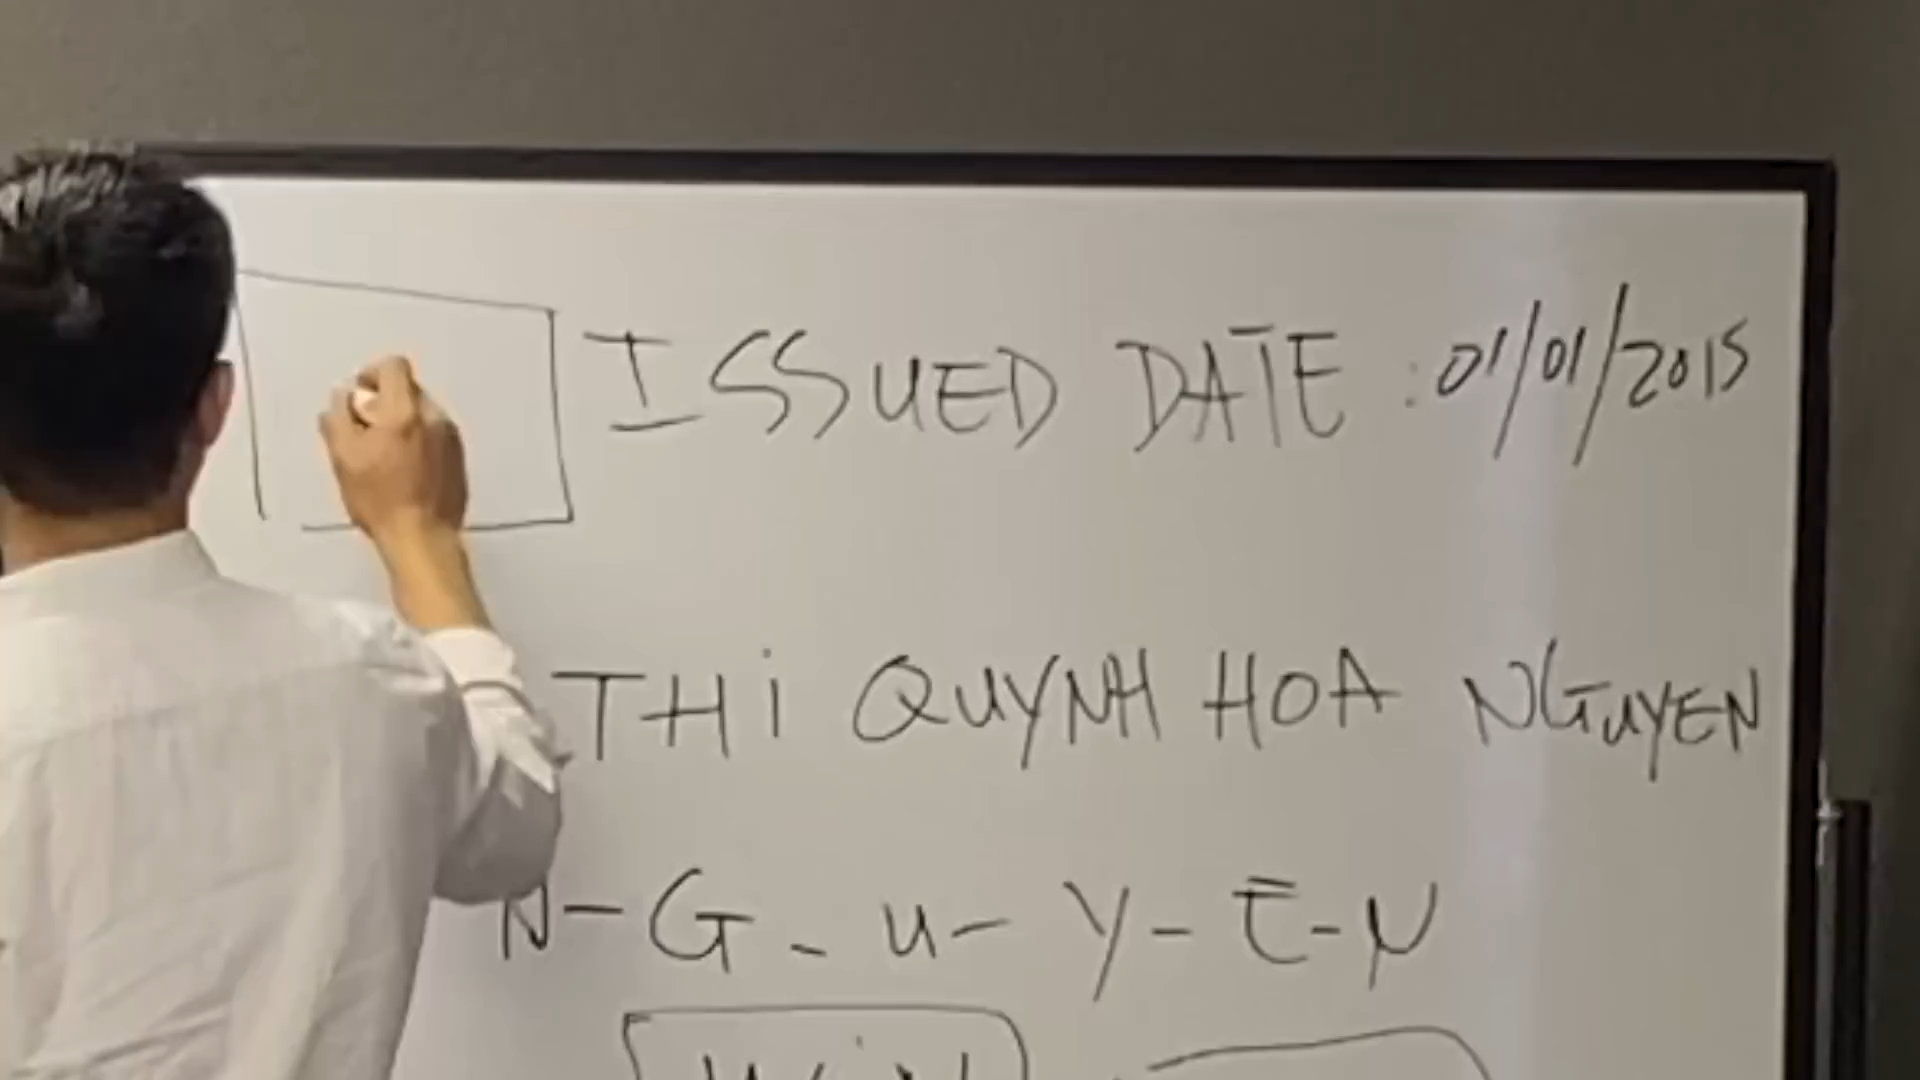 ISSUED DATE : 01/01/2015
THi QUYNH HOA NGUYEN
N-G-U-Y-E-N